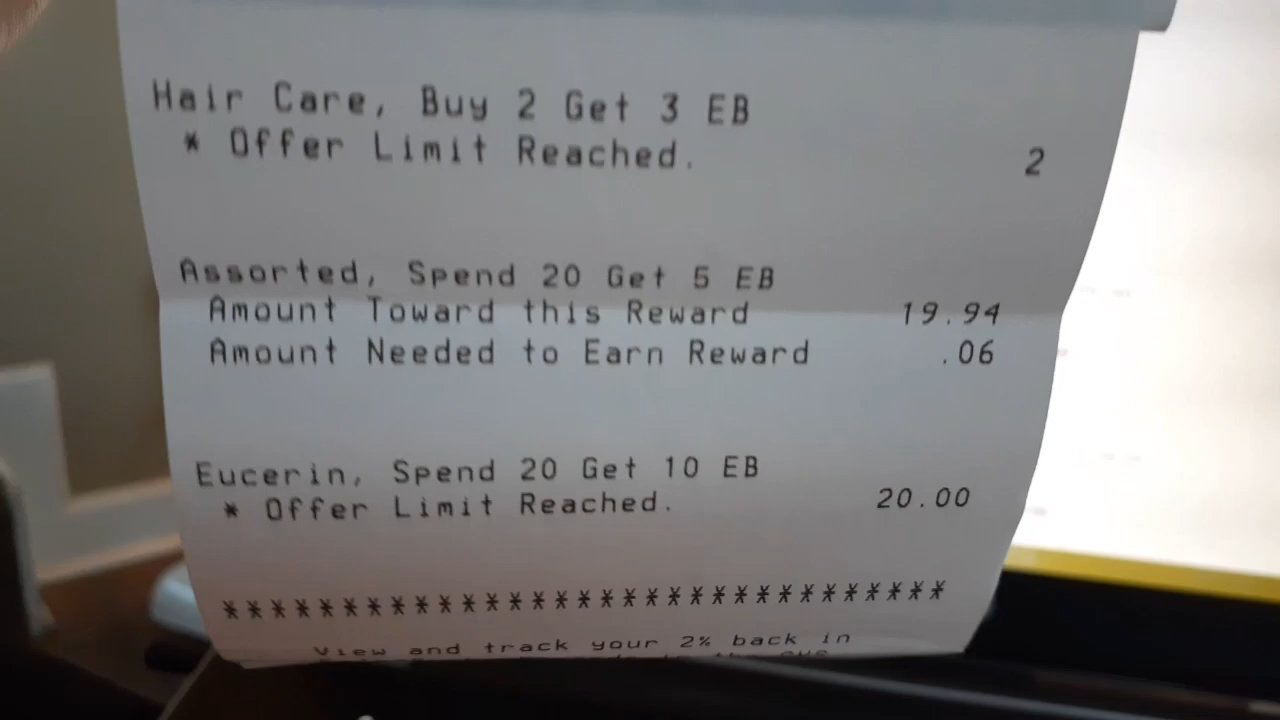 Hair Care, Buy 2 Get 3 EB
* Offer Limit Reached. 2
Assorted, Spend 20 Get 5 EB
Amount Toward this Reward 19.94
Amount Needed to Earn Reward .06
Eucerin, Spend 20 Get 10 EB
* Offer Limit Reached. 20.00
*******************************
View and track your 2% back in